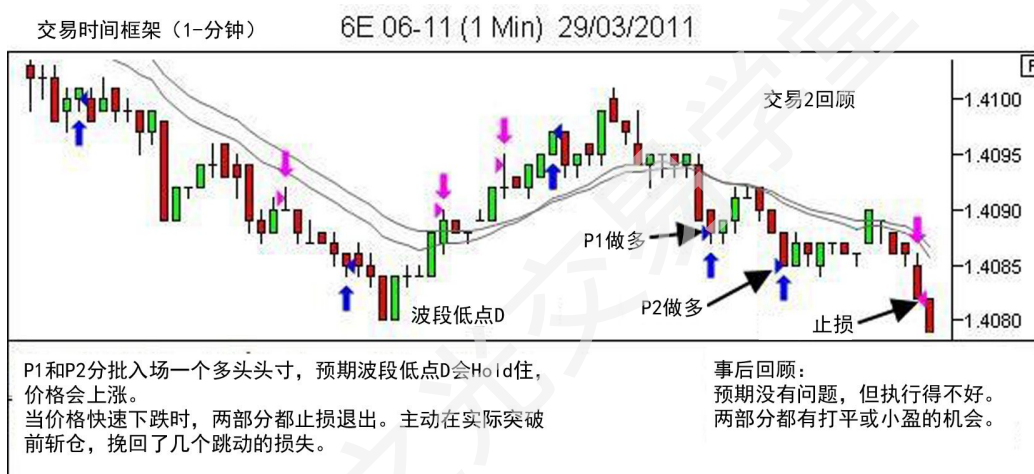 交易时间框架（1-分钟）
6E 06-11 (1 Min) 29/03/2011
交易2回顾
1.4100
1.4095
1.4090
1.4085
1.4080
P1做多
P2做多
波段低点D
止损
P1和P2分批入场一个多头头寸，预期波段低点D会Hold住，
价格会上涨。
当价格快速下跌时，两部分都止损退出。主动在实际突破
前斩仓，挽回了几个跳动的损失。
事后回顾：
预期没有问题，但执行得不好。
两部分都有打平或小盈的机会。